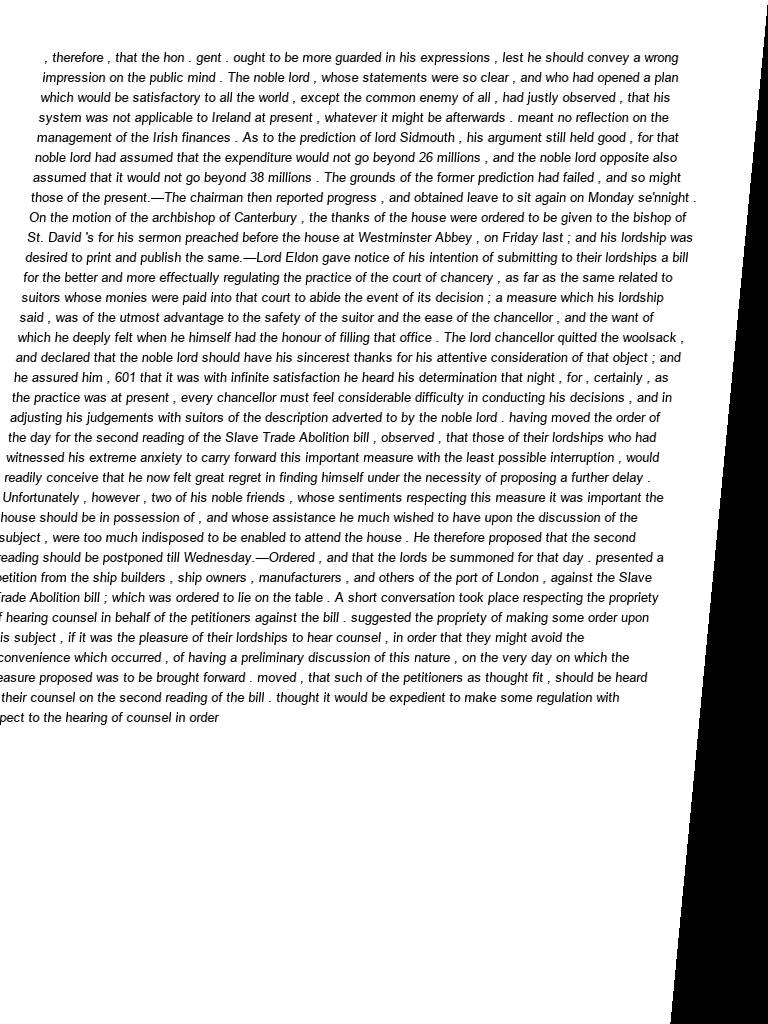 , therefore , that the hon . gent . ought to be more guarded in his expressions , lest he should convey a wrong
impression on the public mind . The noble lord , whose statements were so clear , and who had opened a plan
which would be satisfactory to all the world , except the common enemy of all , had justly observed , that his
system was not applicable to Ireland at present , whatever it might be afterwards . meant no reflection on the
management of the Irish finances . As to the prediction of lord Sidmouth , his argument still held good , for that
noble lord had assumed that the expenditure would not go beyond 26 millions , and the noble lord opposite also
assumed that it would not go beyond 38 millions . The grounds of the former prediction had failed , and so might
those of the present.—The chairman then reported progress , and obtained leave to sit again on Monday se'nnight .
On the motion of the archbishop of Canterbury , the thanks of the house were ordered to be given to the bishop of
St. David 's for his sermon preached before the house at Westminster Abbey , on Friday last ; and his lordship was
desired to print and publish the same.—Lord Eldon gave notice of his intention of submitting to their lordships a bill
for the better and more effectually regulating the practice of the court of chancery , as far as the same related to
suitors whose monies were paid into that court to abide the event of its decision ; a measure which his lordship
said , was of the utmost advantage to the safety of the suitor and the ease of the chancellor , and the want of
which he deeply felt when he himself had the honour of filling that office . The lord chancellor quitted the woolsack ,
and declared that the noble lord should have his sincerest thanks for his attentive consideration of that object ; and
he assured him , 601 that it was with infinite satisfaction he heard his determination that night , for , certainly , as
the practice was at present , every chancellor must feel considerable difficulty in conducting his decisions , and in
adjusting his judgements with suitors of the description adverted to by the noble lord . having moved the order of
the day for the second reading of the Slave Trade Abolition bill , observed , that those of their lordships who had
witnessed his extreme anxiety to carry forward this important measure with the least possible interruption , would
readily conceive that he now felt great regret in finding himself under the necessity of proposing a further delay .
Unfortunately , however , two of his noble friends , whose sentiments respecting this measure it was important the
house should be in possession of , and whose assistance he much wished to have upon the discussion of the
subject , were too much indisposed to be enabled to attend the house . He therefore proposed that the second
reading should be postponed till Wednesday.—Ordered , and that the lords be summoned for that day . presented a
petition from the ship builders , ship owners , manufacturers , and others of the port of London , against the Slave
Trade Abolition bill ; which was ordered to lie on the table . A short conversation took place respecting the propriety
f hearing counsel in behalf of the petitioners against the bill . suggested the propriety of making some order upon
is subject , if it was the pleasure of their lordships to hear counsel , in order that they might avoid the
convenience which occurred , of having a preliminary discussion of this nature , on the very day on which the
easure proposed was to be brought forward . moved , that such of the petitioners as thought fit , should be heard
their counsel on the second reading of the bill . thought it would be expedient to make some regulation with
pect to the hearing of counsel in order